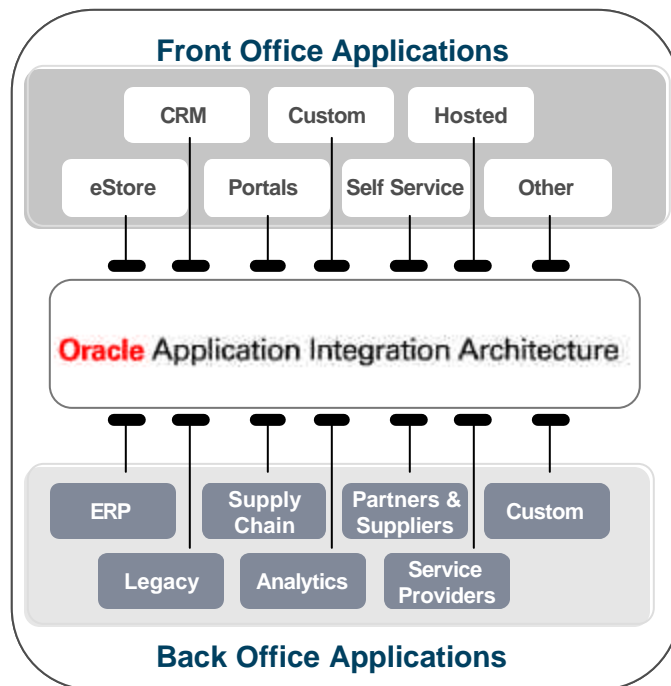 Front Office Applications
CRM
Custom
Hosted
eStore
Portals
Self Service
Other
Oracle Application Integration Architecture
ERP
Supply
Chain
Partners &
Suppliers
Custom
Legacy
Analytics
Service
Providers
Back Office Applications